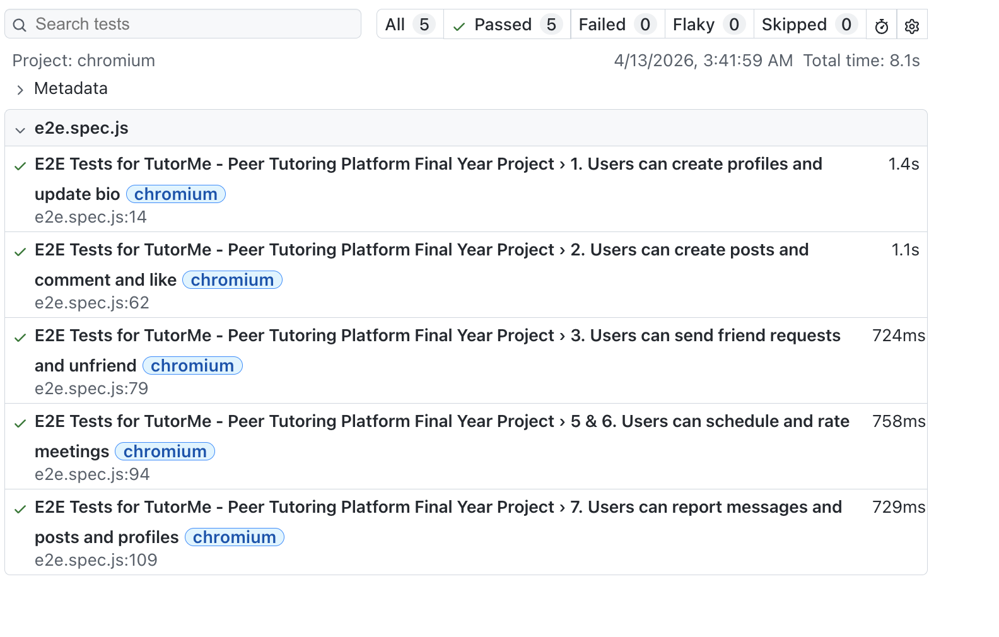 Search tests
All 5 Passed 5 Failed 0 Flaky 0 Skipped 0
Project: chromium 4/13/2026, 3:41:59 AM Total time: 8.1s
Metadata
e2e.spec.js
E2E Tests for TutorMe - Peer Tutoring Platform Final Year Project › 1. Users can create profiles and 1.4s
update bio chromium
e2e.spec.js:14
E2E Tests for TutorMe - Peer Tutoring Platform Final Year Project › 2. Users can create posts and 1.1s
comment and like chromium
e2e.spec.js:62
E2E Tests for TutorMe - Peer Tutoring Platform Final Year Project › 3. Users can send friend requests 724ms
and unfriend chromium
e2e.spec.js:79
E2E Tests for TutorMe - Peer Tutoring Platform Final Year Project › 5 & 6. Users can schedule and rate 758ms
meetings chromium
e2e.spec.js:94
E2E Tests for TutorMe - Peer Tutoring Platform Final Year Project › 7. Users can report messages and 729ms
posts and profiles chromium
e2e.spec.js:109